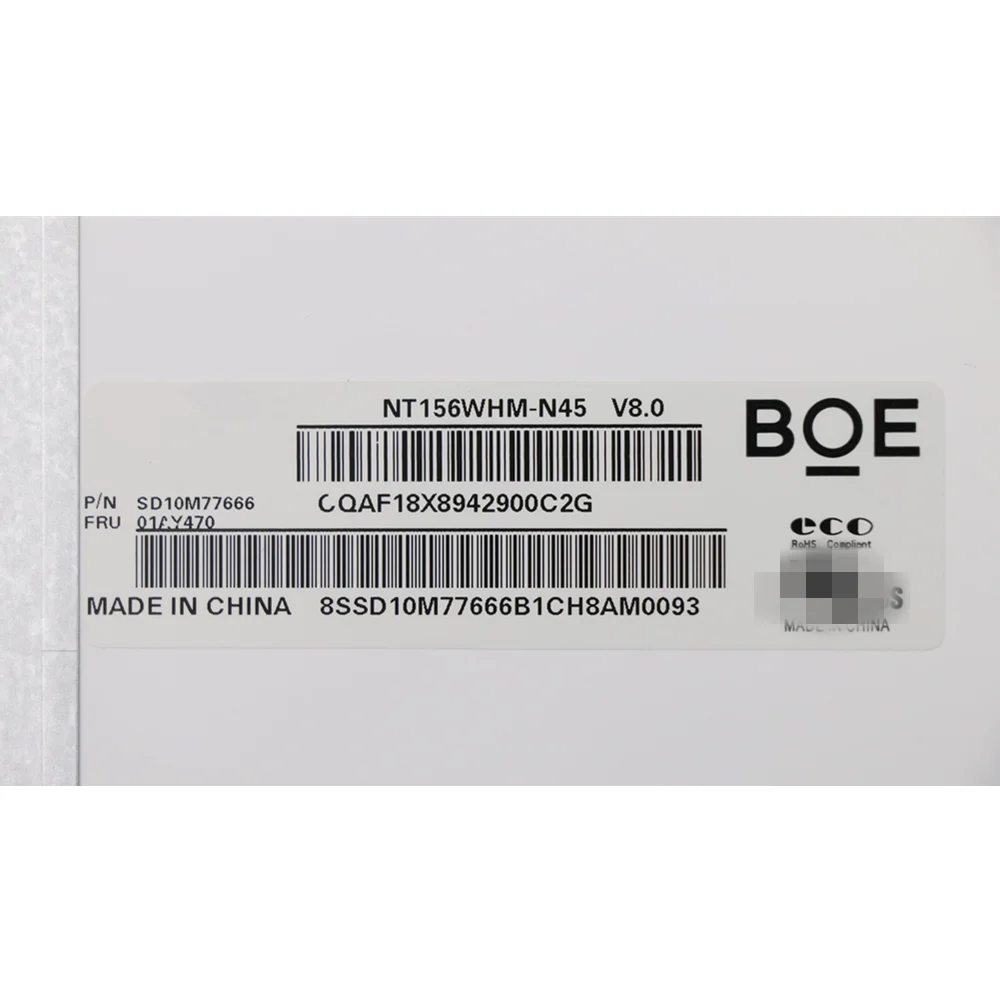 NT156WHM-N45 V8.0
BOE
P/N SD10M77666
CQAF18X8942900C2G
FRU 01AY470
eco
RoHS Compliant
MADE IN CHINA 8SSD10M77666B1CH8AM0093
MADE IN CHINA